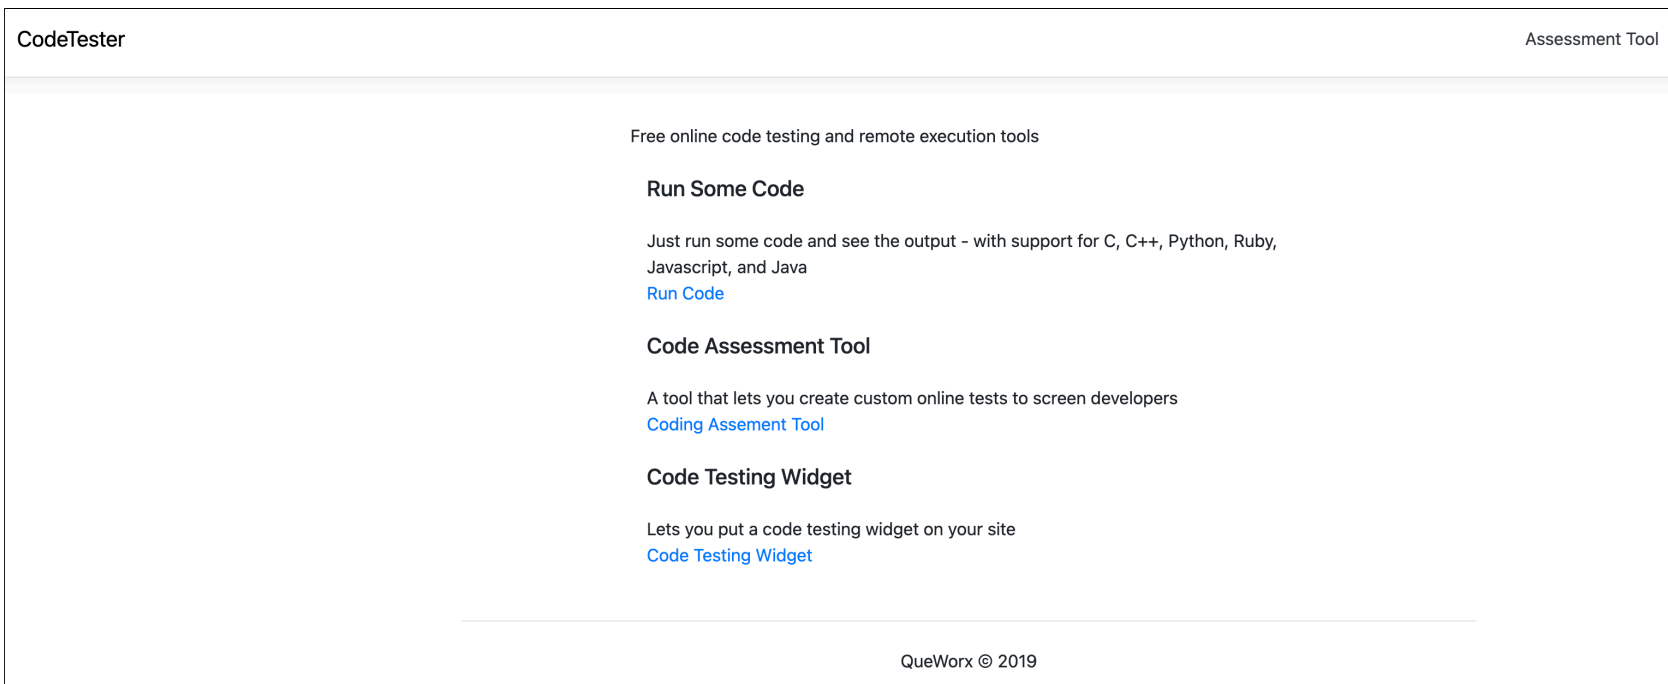 CodeTester
Assessment Tool
Free online code testing and remote execution tools
Run Some Code
Just run some code and see the output - with support for C, C++, Python, Ruby,
Javascript, and Java
Run Code
Code Assessment Tool
A tool that lets you create custom online tests to screen developers
Coding Assement Tool
Code Testing Widget
Lets you put a code testing widget on your site
Code Testing Widget
QueWorx © 2019